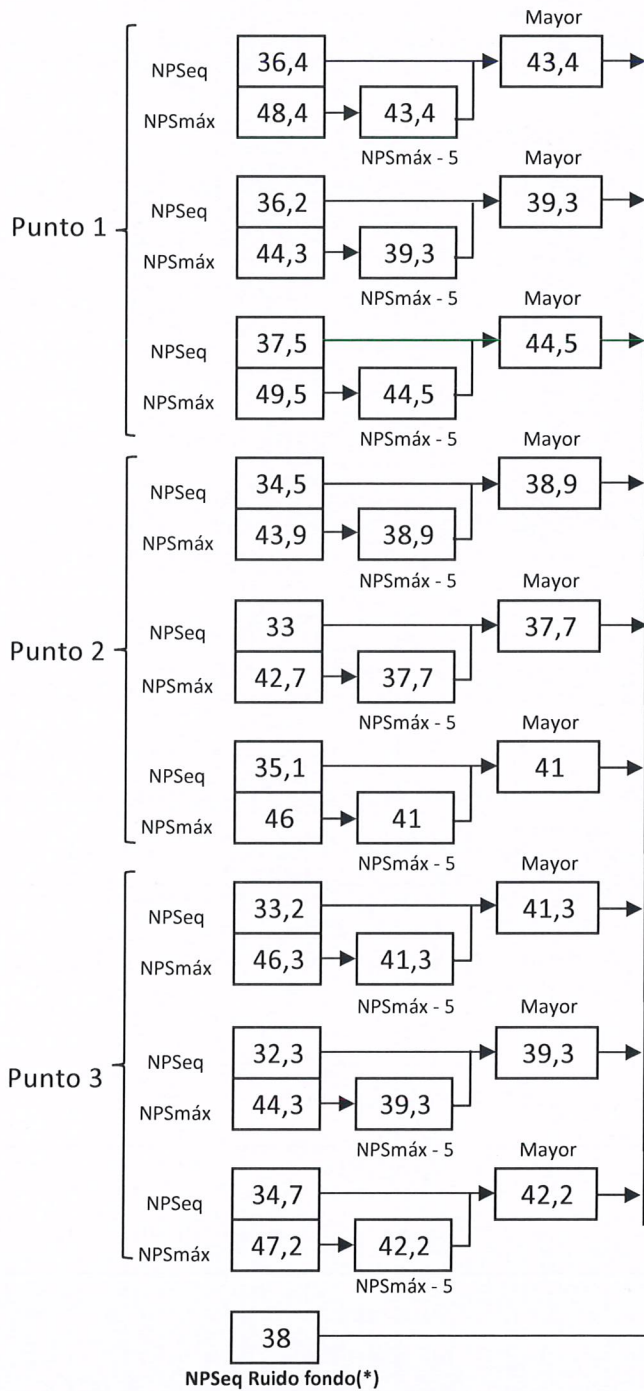 Mayor
NPSeq 36,4 43,4
NPSmáx 48,4 43,4
NPSmáx - 5
Mayor
Punto 1
NPSeq 36,2 39,3
NPSmáx 44,3 39,3
NPSmáx - 5
Mayor
NPSeq 37,5 44,5
NPSmáx 49,5 44,5
NPSmáx - 5
Mayor
NPSeq 34,5 38,9
NPSmáx 43,9 38,9
NPSmáx - 5
Mayor
Punto 2
NPSeq 33 37,7
NPSmáx 42,7 37,7
NPSmáx - 5
Mayor
NPSeq 35,1 41
NPSmáx 46 41
NPSmáx - 5
Mayor
NPSeq 33,2 41,3
NPSmáx 46,3 41,3
NPSmáx - 5
Mayor
Punto 3
NPSeq 32,3 39,3
NPSmáx 44,3 39,3
NPSmáx - 5
Mayor
NPSeq 34,7 42,2
NPSmáx 47,2 42,2
NPSmáx - 5
38
NPSeq Ruido fondo(*)